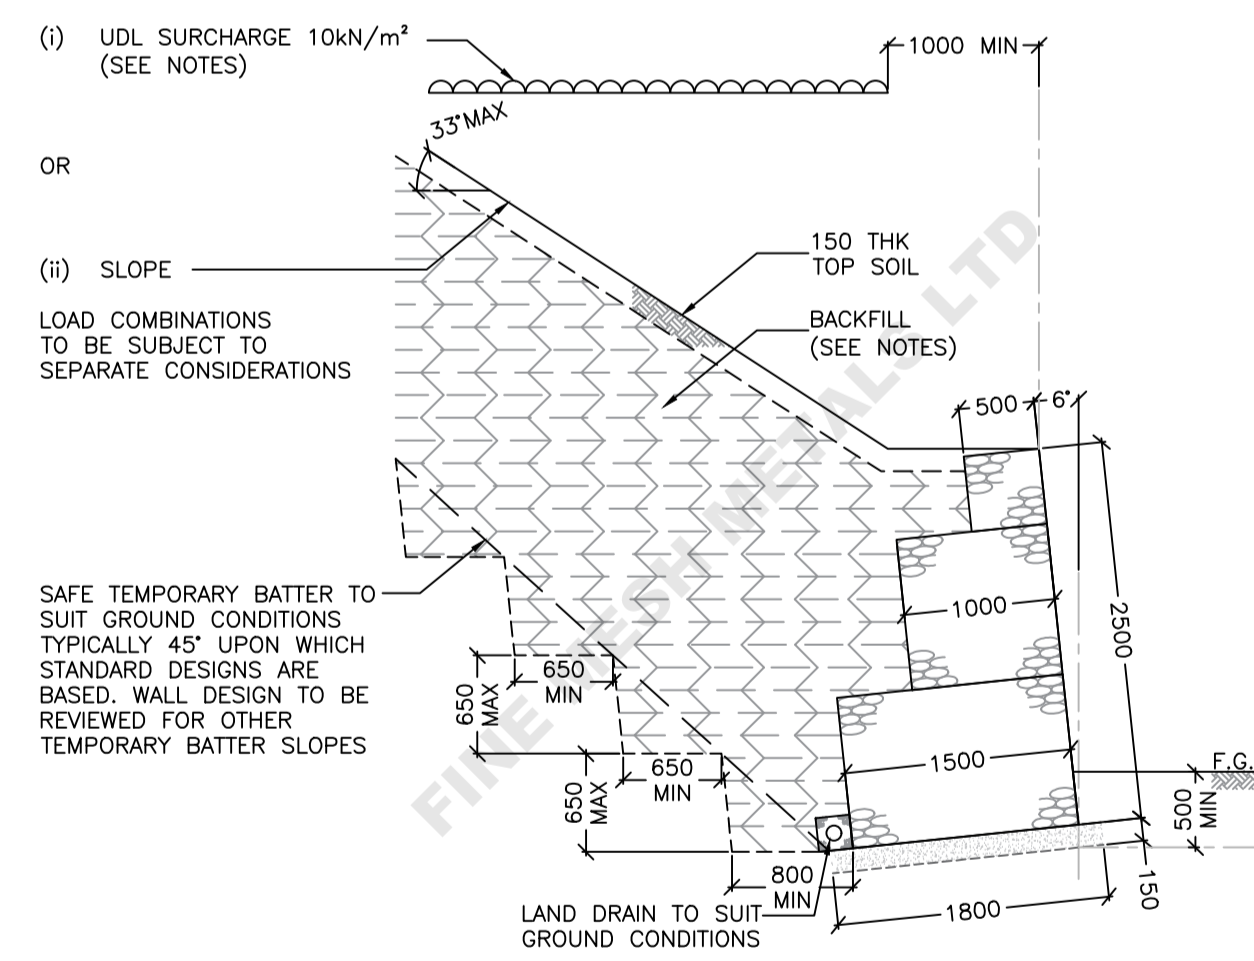 (i) UDL SURCHARGE 10kN/m²
(SEE NOTES)
1000 MIN
33°MAX
OR
(ii) SLOPE
LOAD COMBINATIONS
TO BE SUBJECT TO
SEPARATE CONSIDERATIONS
150 THK
TOP SOIL
BACKFILL
(SEE NOTES)
500
6°
1000
2500
SAFE TEMPORARY BATTER TO
SUIT GROUND CONDITIONS
TYPICALLY 45° UPON WHICH
STANDARD DESIGNS ARE
BASED. WALL DESIGN TO BE
REVIEWED FOR OTHER
TEMPORARY BATTER SLOPES
650
MAX
650
MIN
650
MAX
650
MIN
1500
F.G.
500
MIN
800
MIN
150
1800
LAND DRAIN TO SUIT
GROUND CONDITIONS
FINE MESH METALS LTD